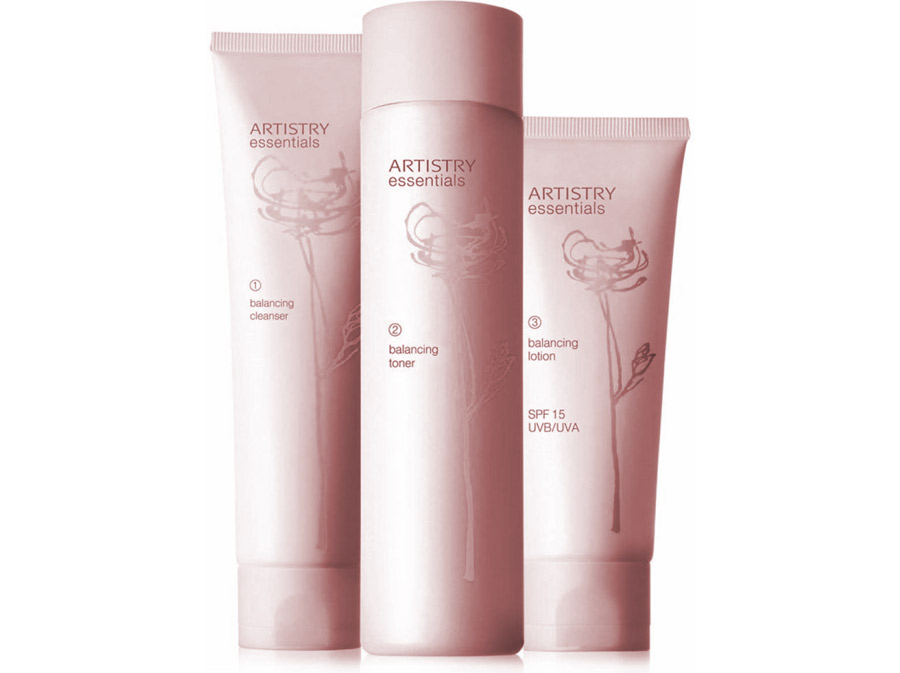 ARTISTRY
essentials
①
balancing
cleanser
ARTISTRY
essentials
②
balancing
toner
ARTISTRY
essentials
③
balancing
lotion
SPF 15
UVB/UVA